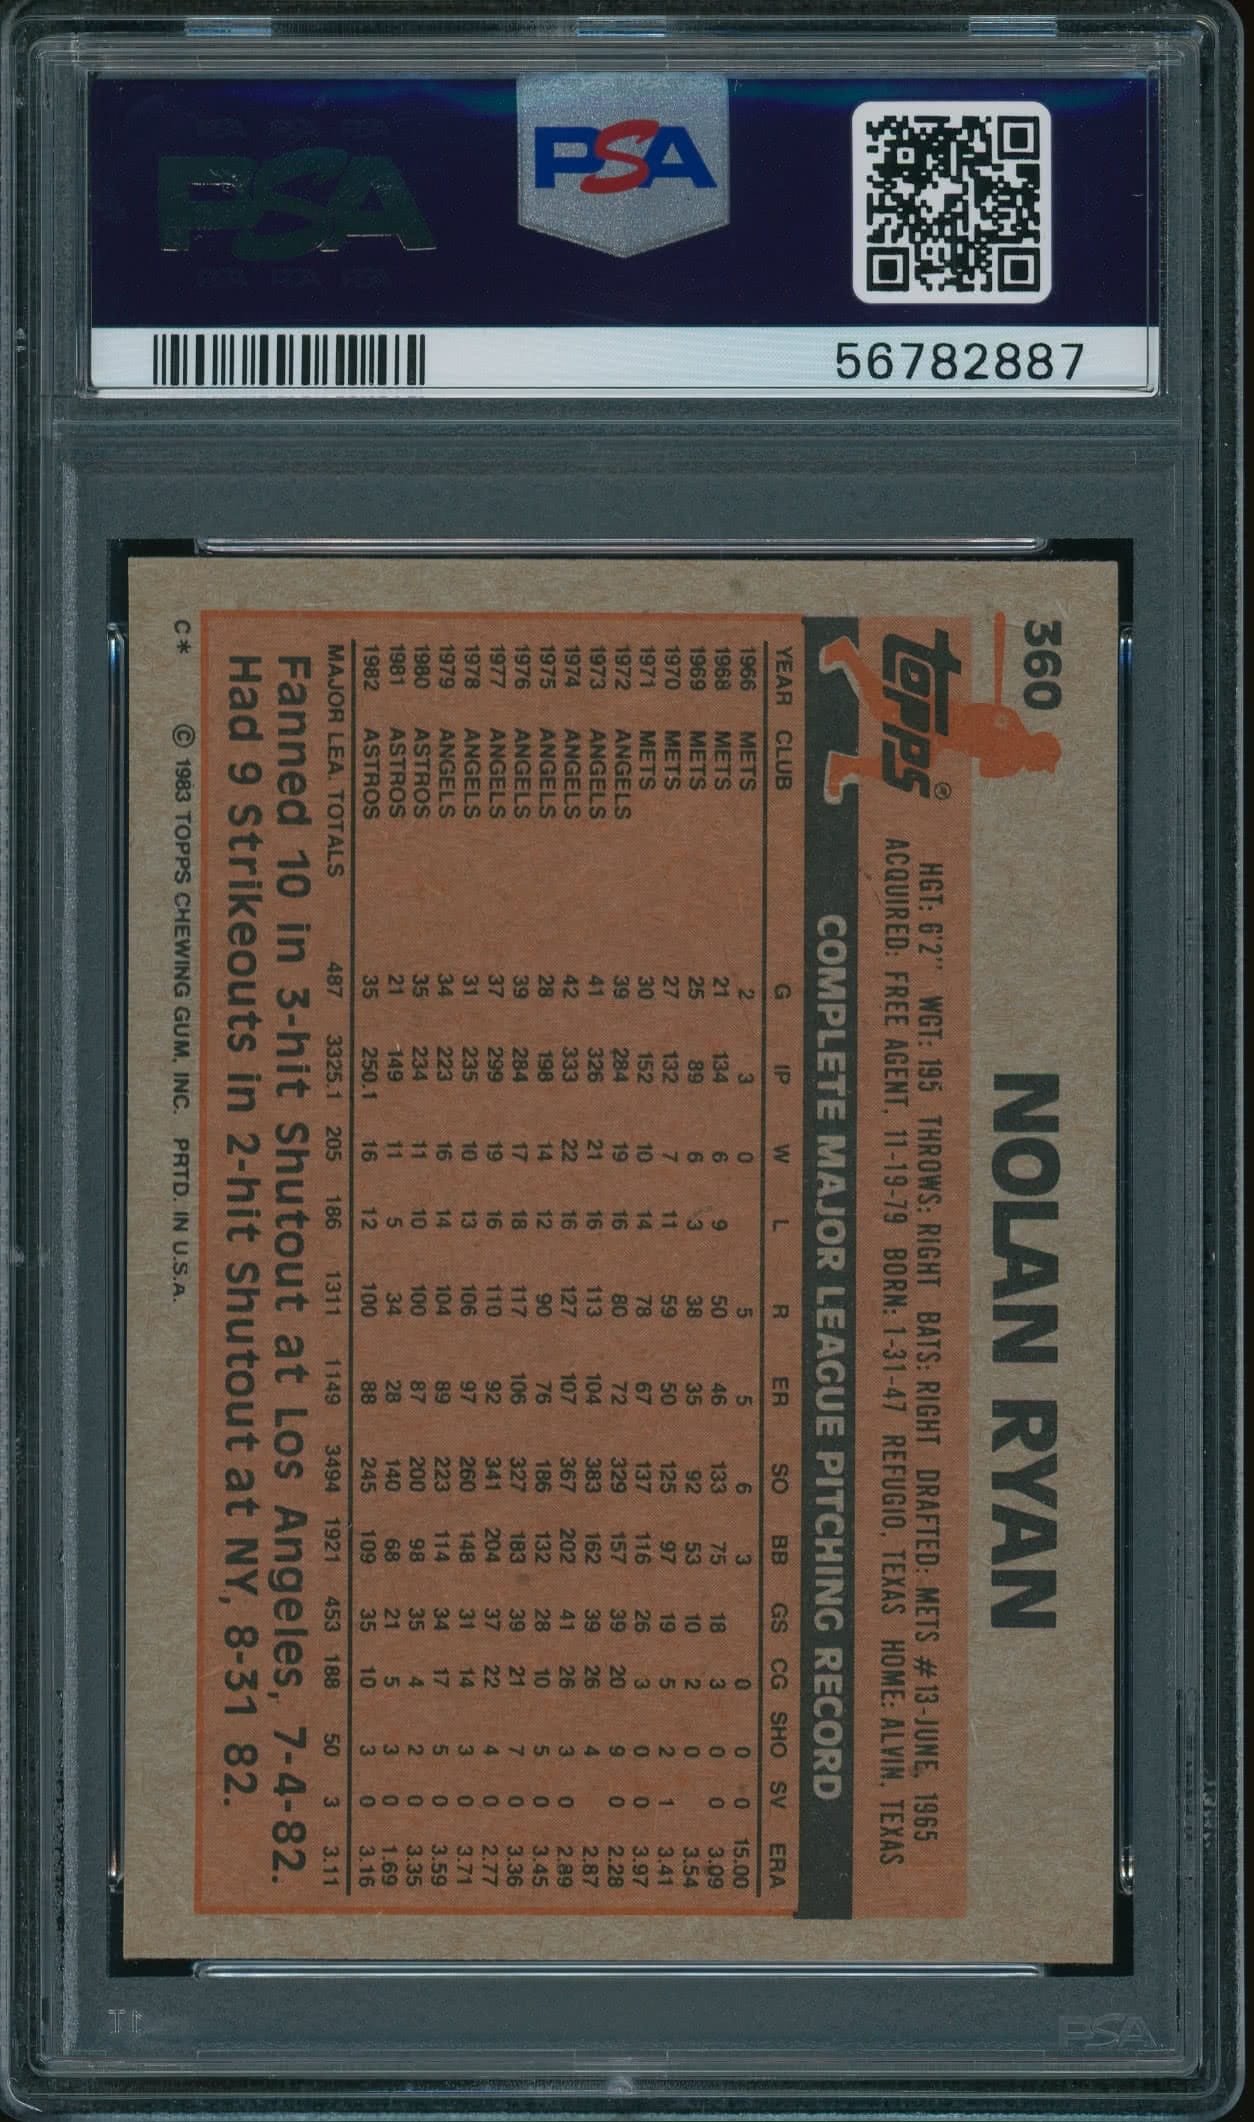 PSA PSA PSA
PSA
PSA PSA PSA
PSA
56782887
360
NOLAN RYAN
TOPPS®
HGT: 6'2" WGT: 195 THROWS: RIGHT BATS: RIGHT DRAFTED: METS #13-JUNE, 1965
ACQUIRED: FREE AGENT, 11-19-79 BORN: 1-31-47 REFUGIO, TEXAS HOME: ALVIN, TEXAS
COMPLETE MAJOR LEAGUE PITCHING RECORD
YEAR CLUB G IP W L R ER SO BB GS CG SHO SV ERA
1966 METS 2 3 0 5 5 6 3 0 0 0 15.00
1968 METS 21 134 6 9 50 46 133 75 18 3 0 0 3.09
1969 METS 25 89 6 3 38 35 92 53 10 2 0 3.54
1970 METS 27 132 7 11 59 50 125 97 19 5 2 1 3.41
1971 METS 30 152 10 14 78 67 137 116 26 3 0 0 3.97
1972 ANGELS 39 284 19 16 80 72 329 157 39 20 9 0 2.28
1973 ANGELS 41 326 21 16 113 104 383 162 39 26 4 2.87
1974 ANGELS 42 333 22 16 127 107 367 202 41 26 3 0 2.89
1975 ANGELS 28 198 14 12 90 76 186 132 28 10 5 0 3.45
1976 ANGELS 39 284 17 18 117 106 327 183 39 21 7 0 3.36
1977 ANGELS 37 299 19 16 110 92 341 204 37 22 4 0 2.77
1978 ANGELS 31 235 10 13 106 97 260 148 31 14 3 0 3.71
1979 ANGELS 34 223 16 14 104 89 223 114 34 17 5 0 3.59
1980 ASTROS 35 234 11 10 100 87 200 98 35 4 2 0 3.35
1981 ASTROS 21 149 11 5 34 28 140 68 21 5 3 0 1.69
1982 ASTROS 35 250.1 16 12 100 88 245 109 35 10 3 0 3.16
MAJOR LEA. TOTALS 487 3325.1 205 186 1311 1149 3494 1921 453 188 50 3 3.11
Fanned 10 in 3-hit Shutout at Los Angeles, 7-4-82.
Had 9 Strikeouts in 2-hit Shutout at NY, 8-31 82.
C* © 1983 TOPPS CHEWING GUM, INC. PRTD. IN U.S.A.
PSA